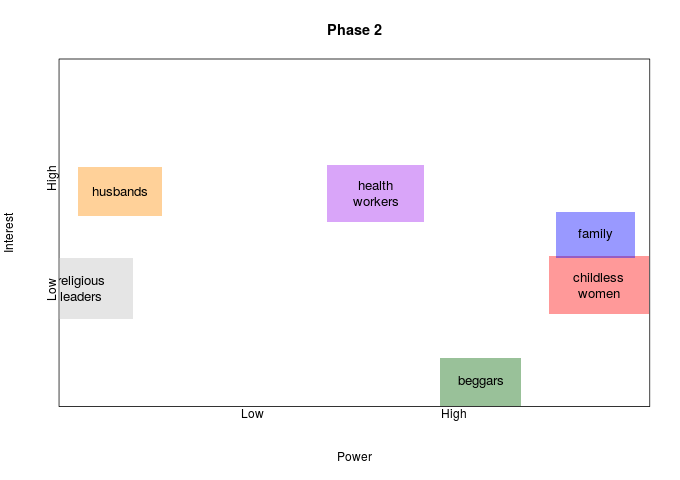 Phase 2
High
husbands
health
workers
Interest
family
Low
religious
leaders
childless
women
beggars
Low
High
Power